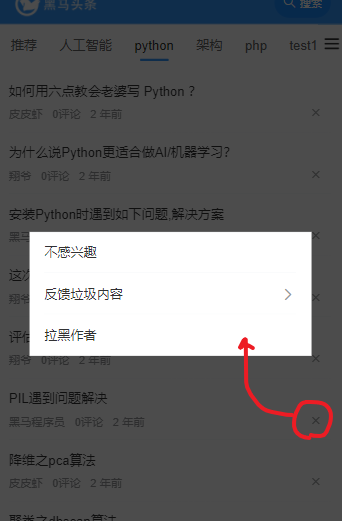 黑马头条
搜索
推荐 人工智能 python 架构 php test1
如何用六点教会老婆写 Python ?
皮皮虾 0评论 2 年前
为什么说Python更适合做AI/机器学习?
翔爷 0评论 2 年前
安装Python时遇到如下问题,解决方案
黑马
不感兴趣
这次
反馈垃圾内容
翔爷
评估
拉黑作者
翔爷 0评论 2 年前
PIL遇到问题解决
黑马程序员 0评论 2 年前
降维之pca算法
皮皮虾 0评论 2 年前
聚类之dbscan算法